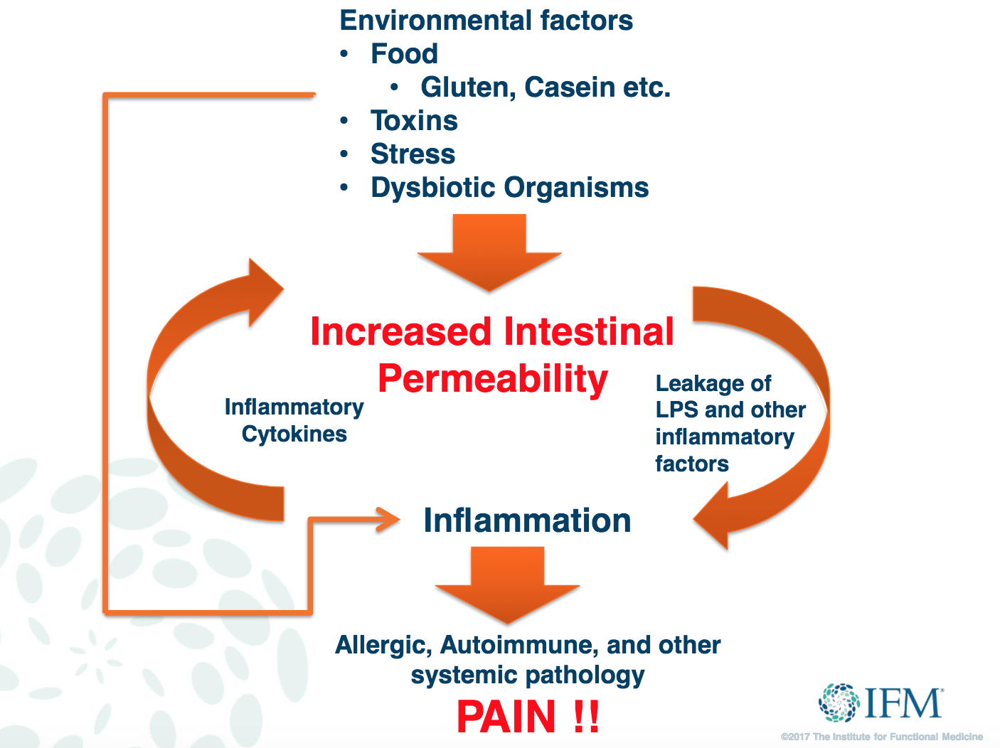 Environmental factors
• Food
• Gluten, Casein etc.
• Toxins
• Stress
• Dysbiotic Organisms
Increased Intestinal
Permeability
Inflammatory
Cytokines
Leakage of
LPS and other
inflammatory
factors
Inflammation
Allergic, Autoimmune, and other
systemic pathology
PAIN !!
IFM®
©2017 The Institute for Functional Medicine